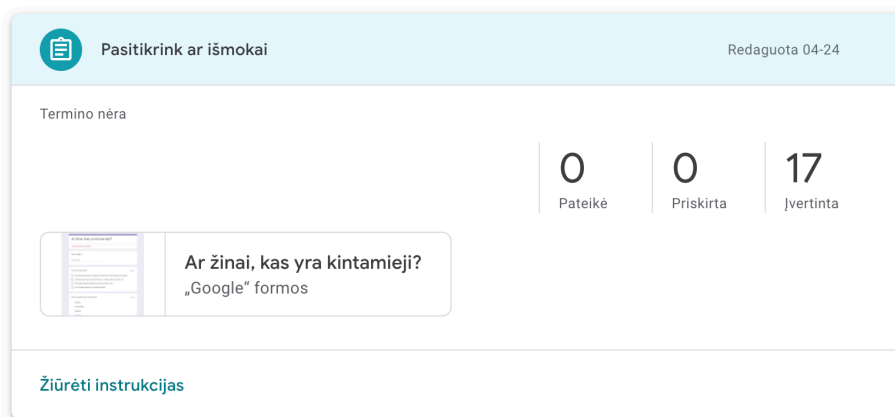 Pasitikrink ar išmokai
Redaguota 04-24
Termino nėra
0 0 17
Pateikė Priskirta Įvertinta
Ar žinai, kas yra kintamieji?
„Google“ formos
Žiūrėti instrukcijas